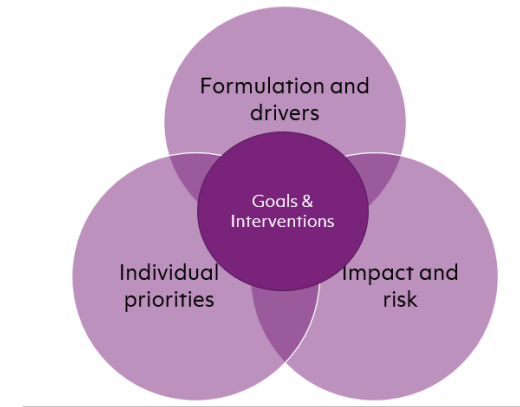 Formulation and
drivers
Goals &
Interventions
Individual
priorities
Impact and
risk